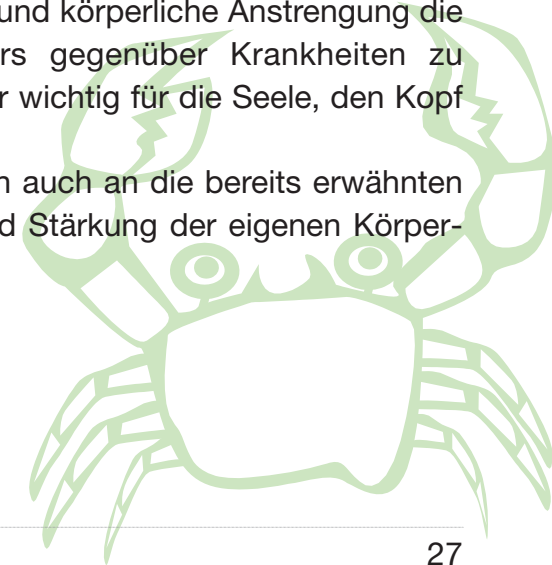 und körperliche Anstrengung die
rs gegenüber Krankheiten zu
r wichtig für die Seele, den Kopf
n auch an die bereits erwähnten
d Stärkung der eigenen Körper-
27